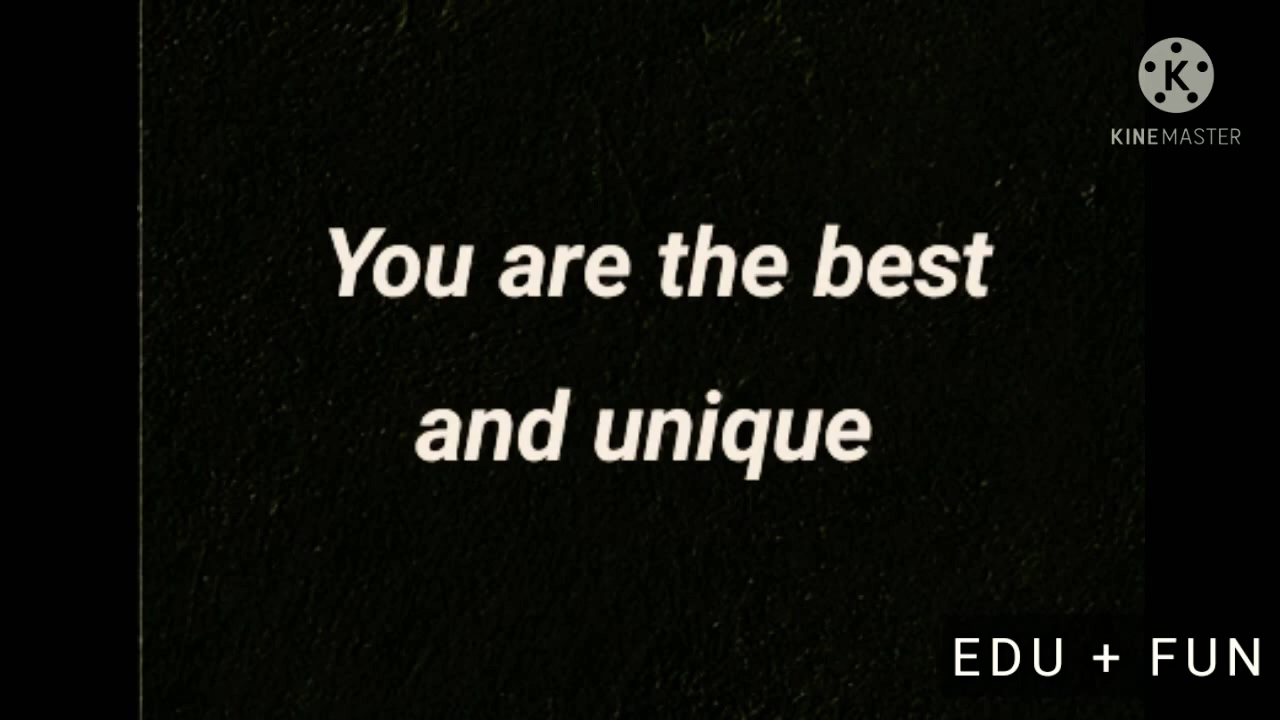 K
KINEMASTER
You are the best
and unique
EDU + FUN